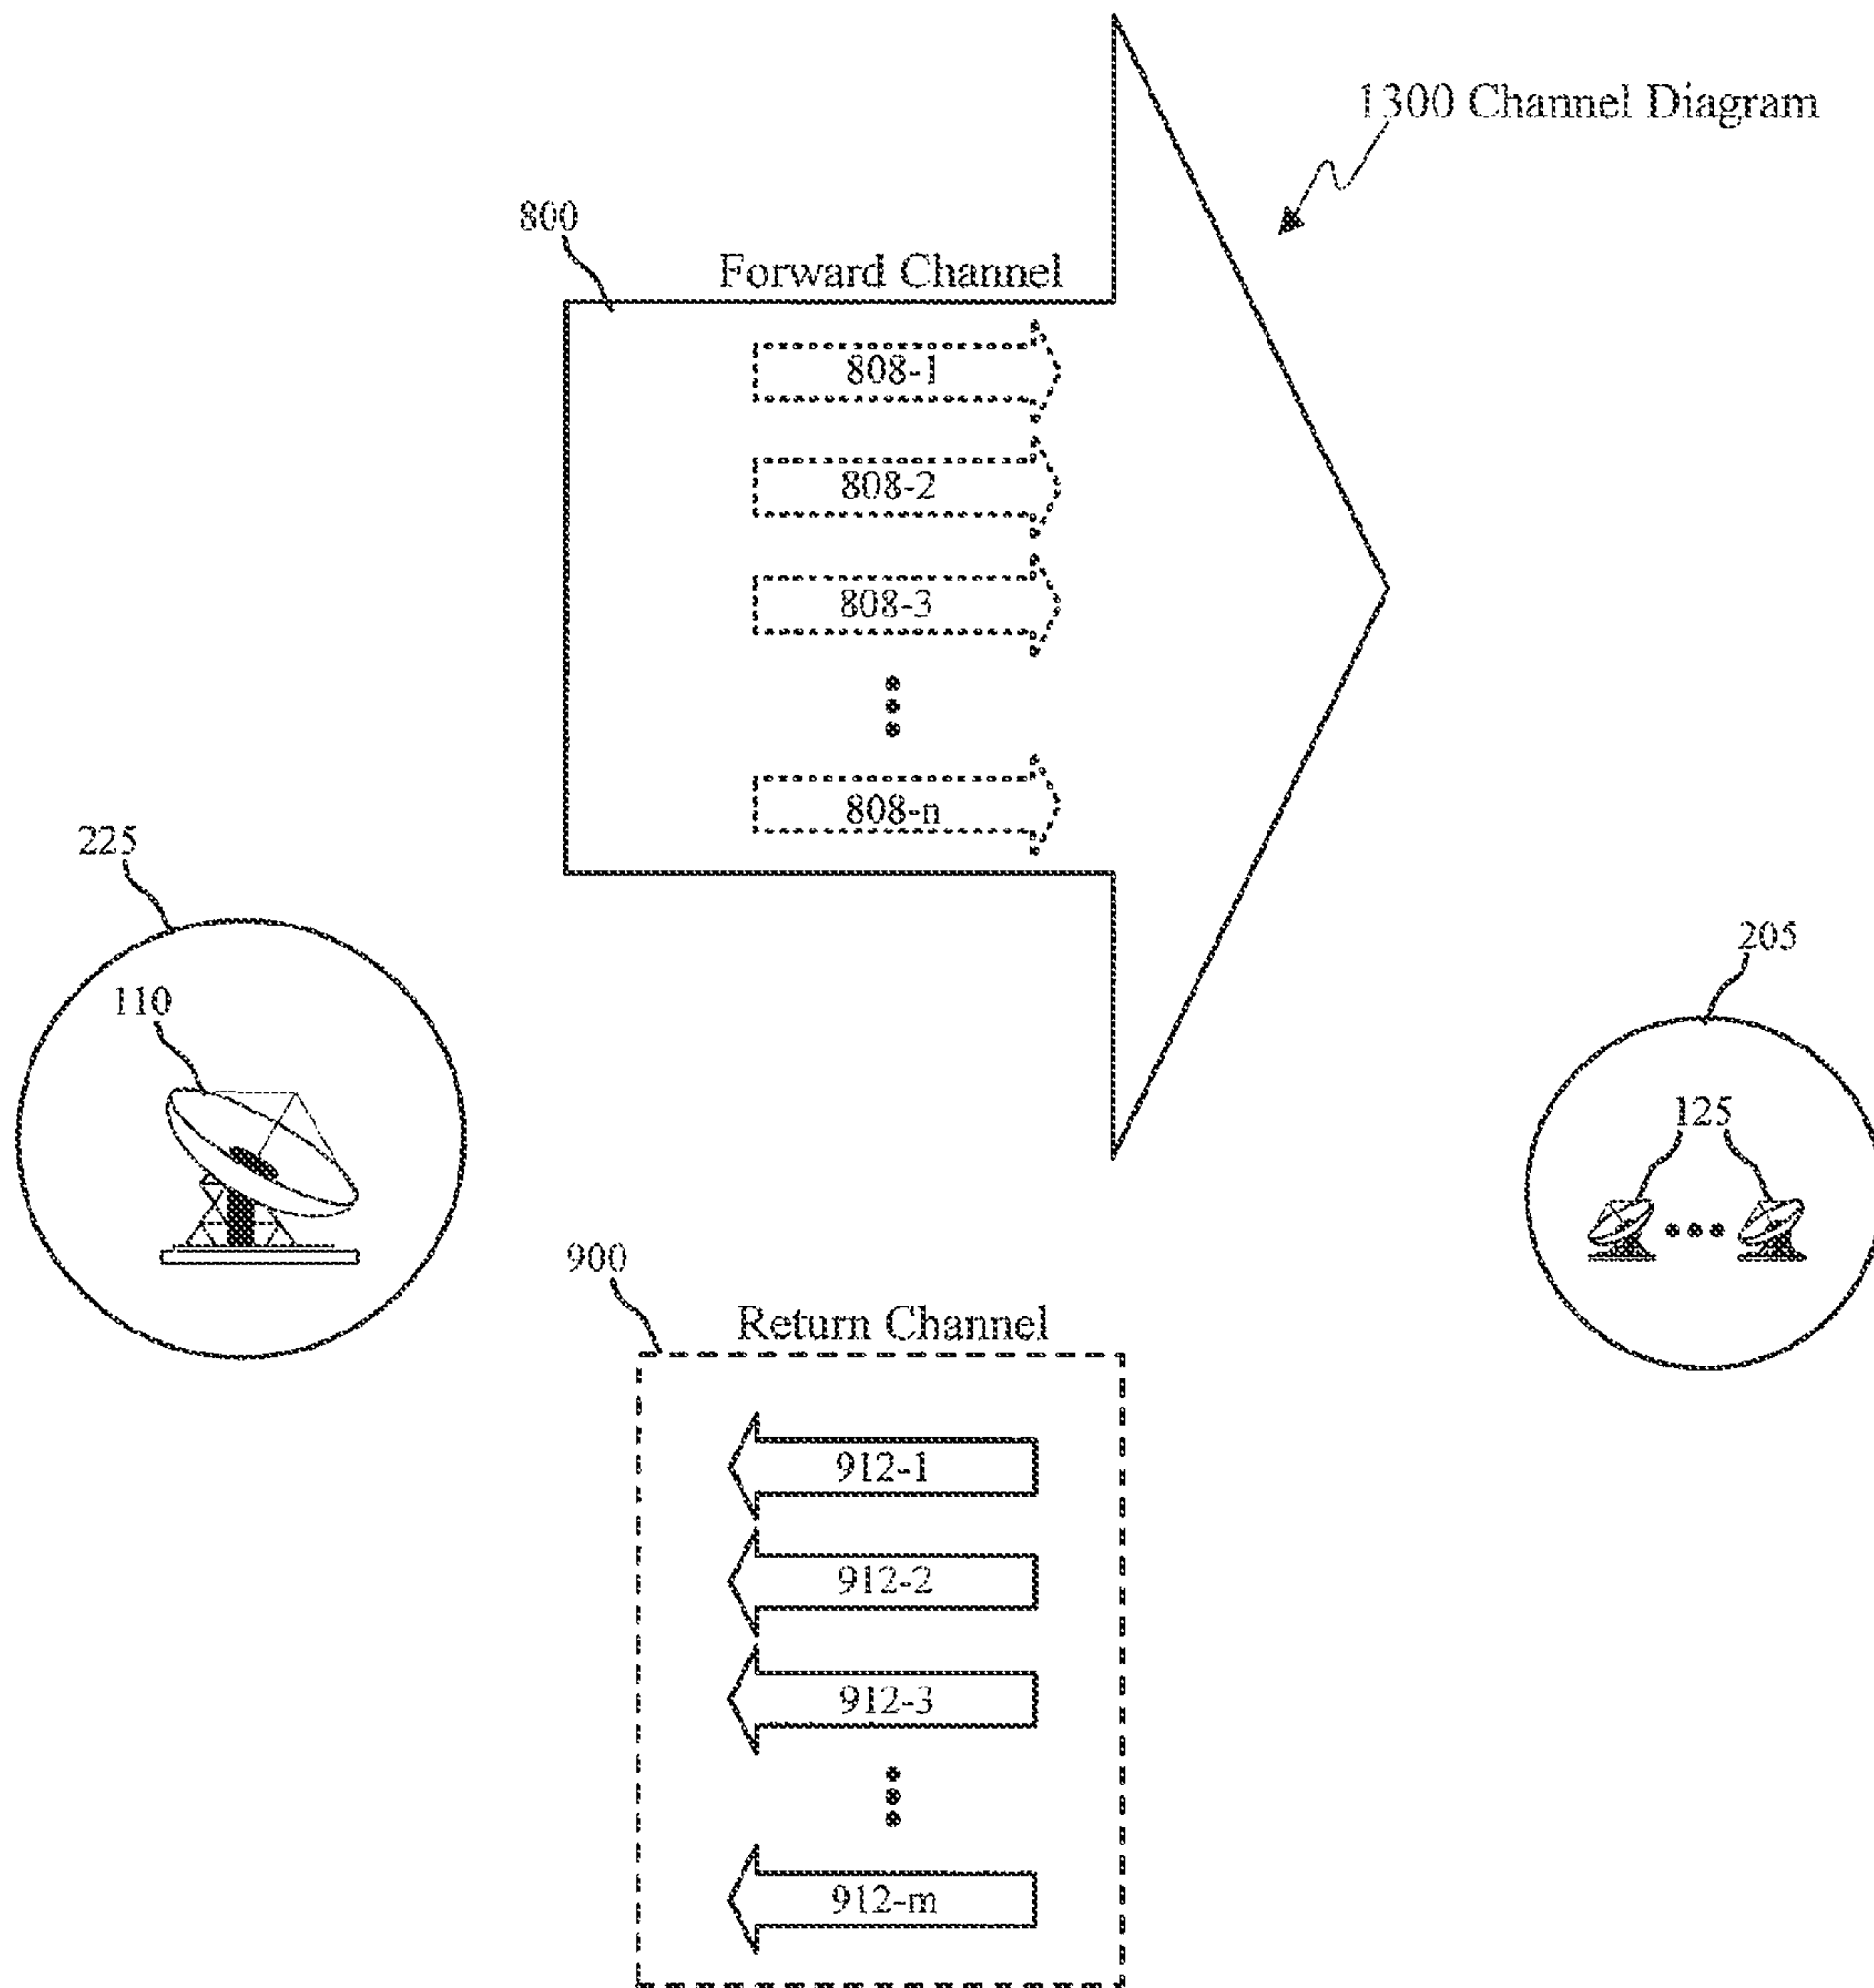 1300 Channel Diagram
800
Forward Channel
808-1
808-2
808-3
808-n
225
205
110
125
900
Return Channel
912-1
912-2
912-3
912-m